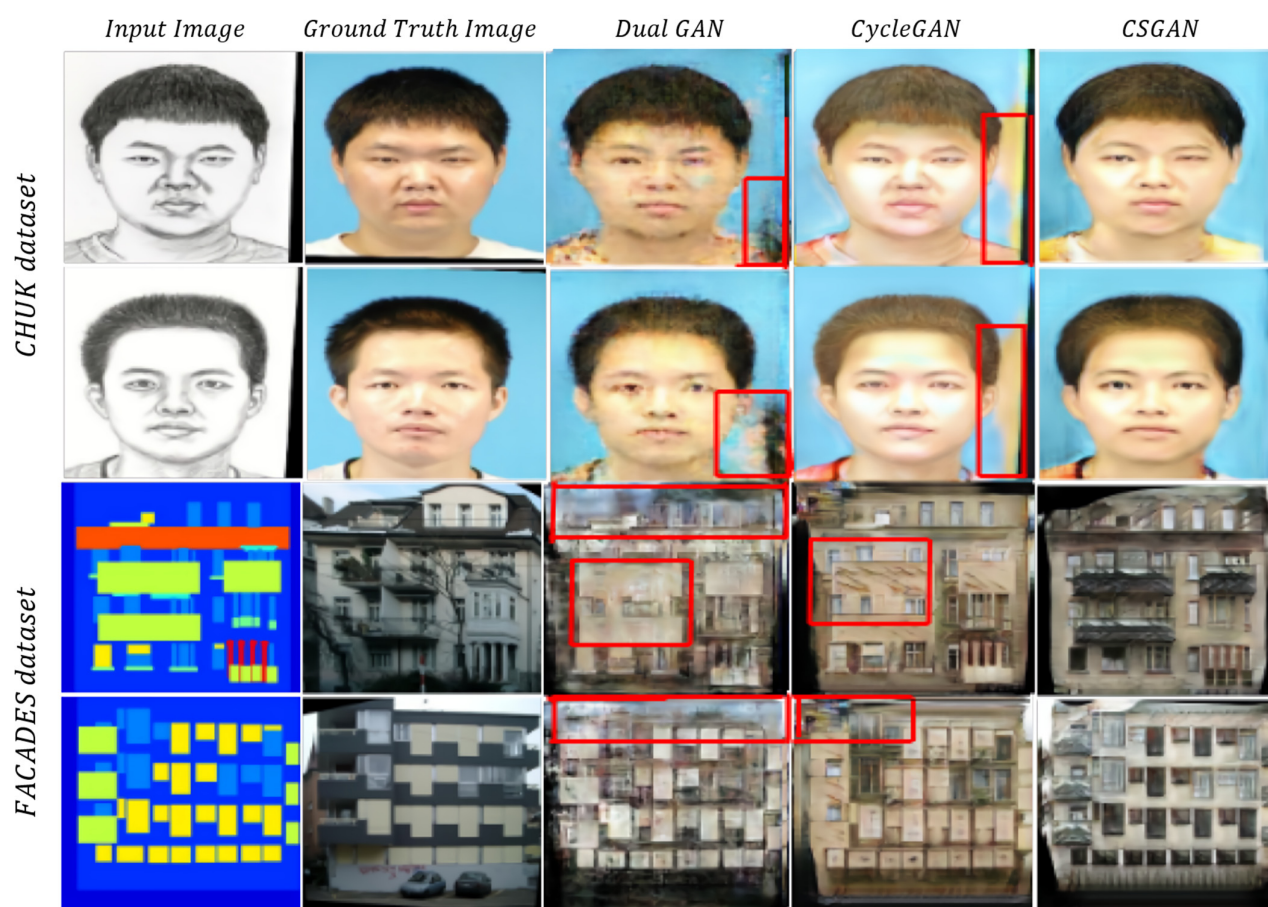 Input Image Ground Truth Image Dual GAN CycleGAN CSGAN
CHUK dataset
FACADES dataset